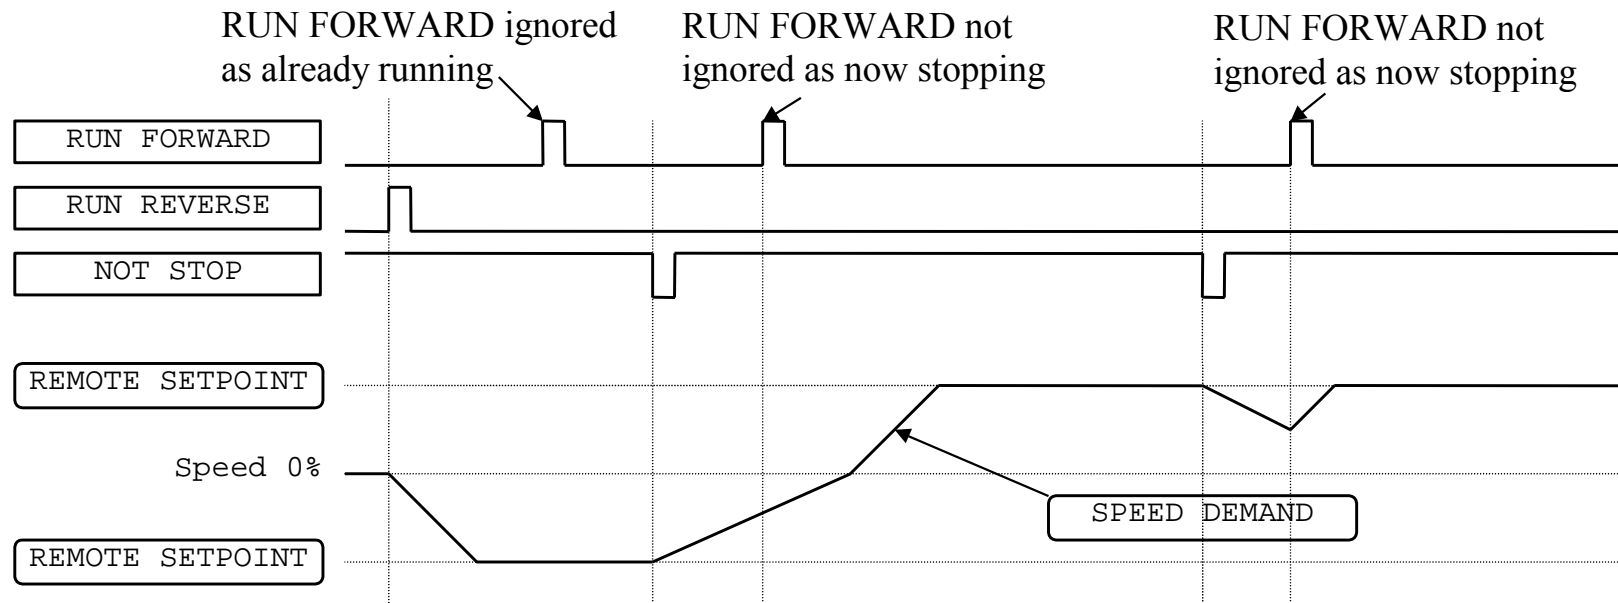 RUN FORWARD ignored
as already running
RUN FORWARD not
ignored as now stopping
RUN FORWARD not
ignored as now stopping
RUN FORWARD
RUN REVERSE
NOT STOP
REMOTE SETPOINT
Speed 0%
SPEED DEMAND
REMOTE SETPOINT